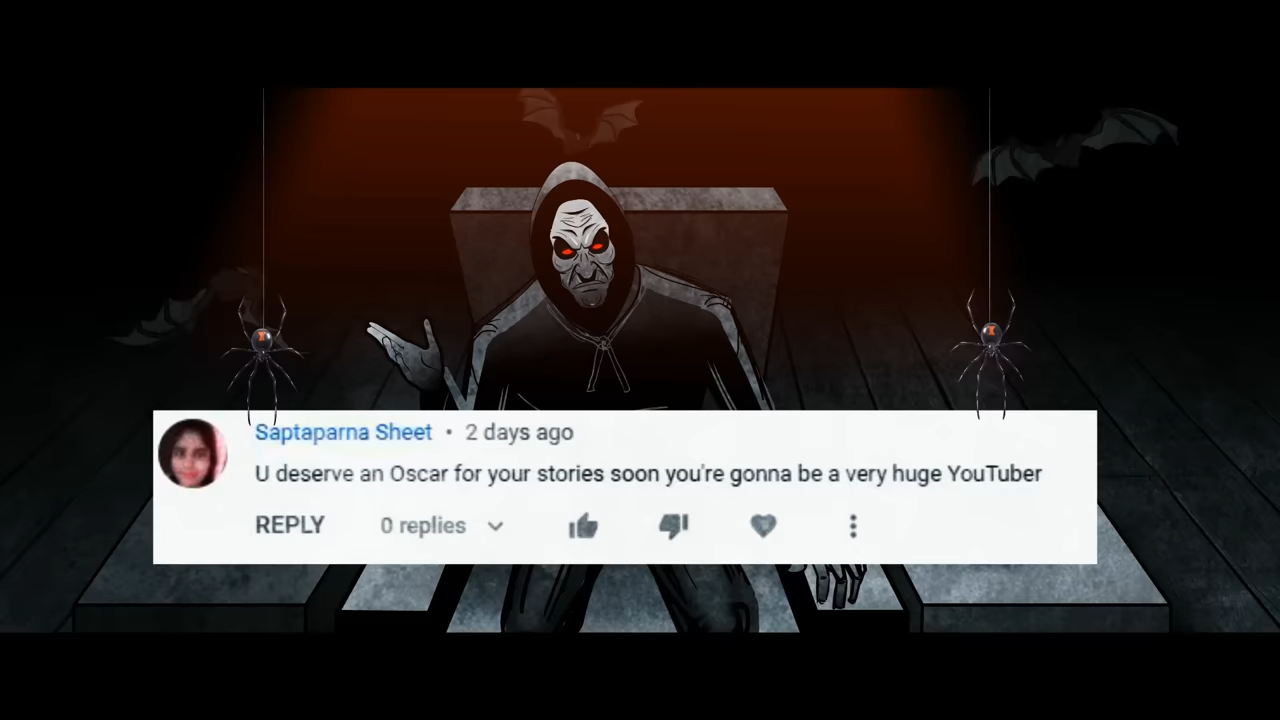 Saptaparna Sheet • 2 days ago
U deserve an Oscar for your stories soon you're gonna be a very huge YouTuber
REPLY 0 replies